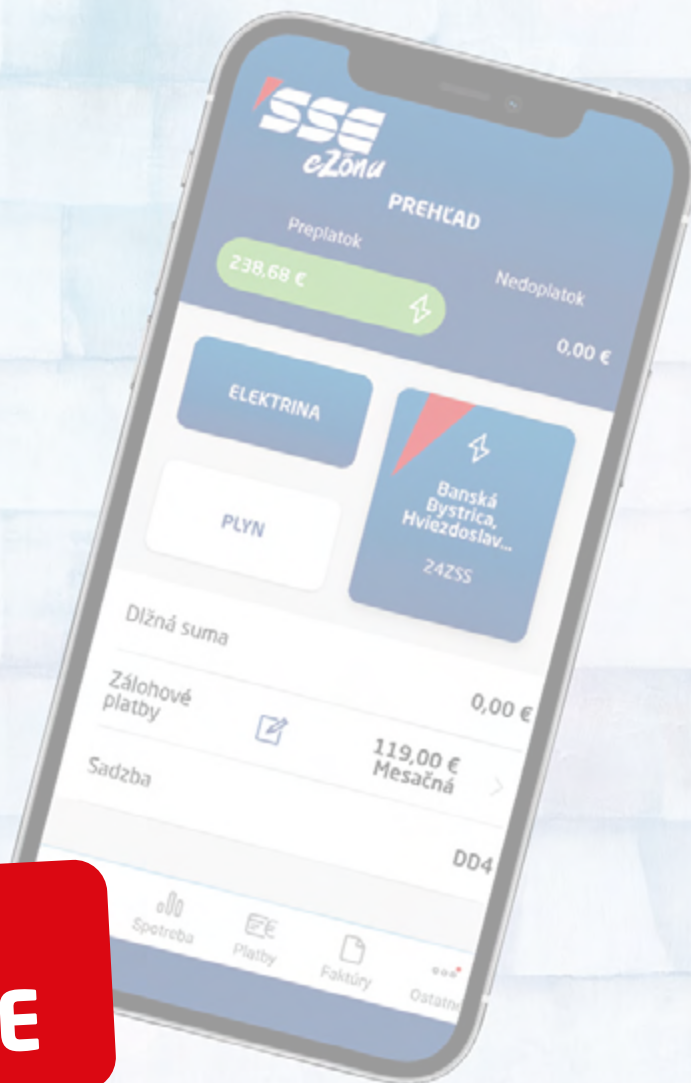 SSE
eZóna
PREHĽAD
Preplatok
Nedoplatok
238,68 €
0,00 €
ELEKTRINA
PLYN
Banská
Bystrica,
Hviezdoslav...
24ZSS
Dlžná suma
0,00 €
Zálohové
platby
119,00 €
Mesačná
Sadzba
DD4
Spotreba
Platby
Faktúry
Ostatné
E